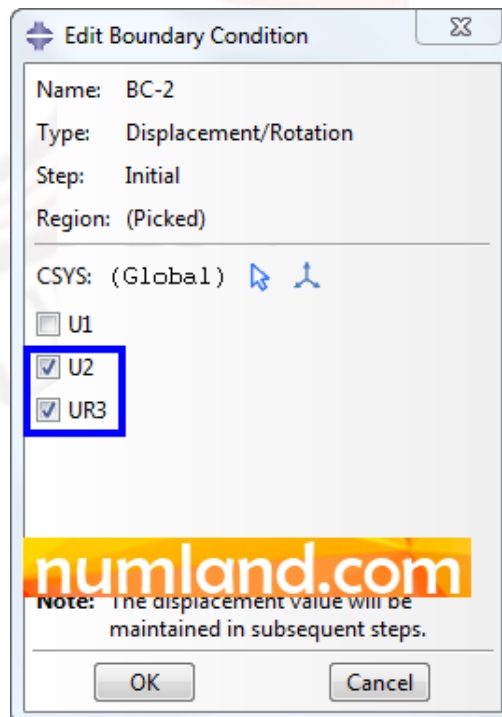 Edit Boundary Condition
Name: BC-2
Type: Displacement/Rotation
Step: Initial
Region: (Picked)
CSYS: (Global)
U1
U2
UR3
numland.com
Note: The displacement value will be
maintained in subsequent steps.
OK Cancel